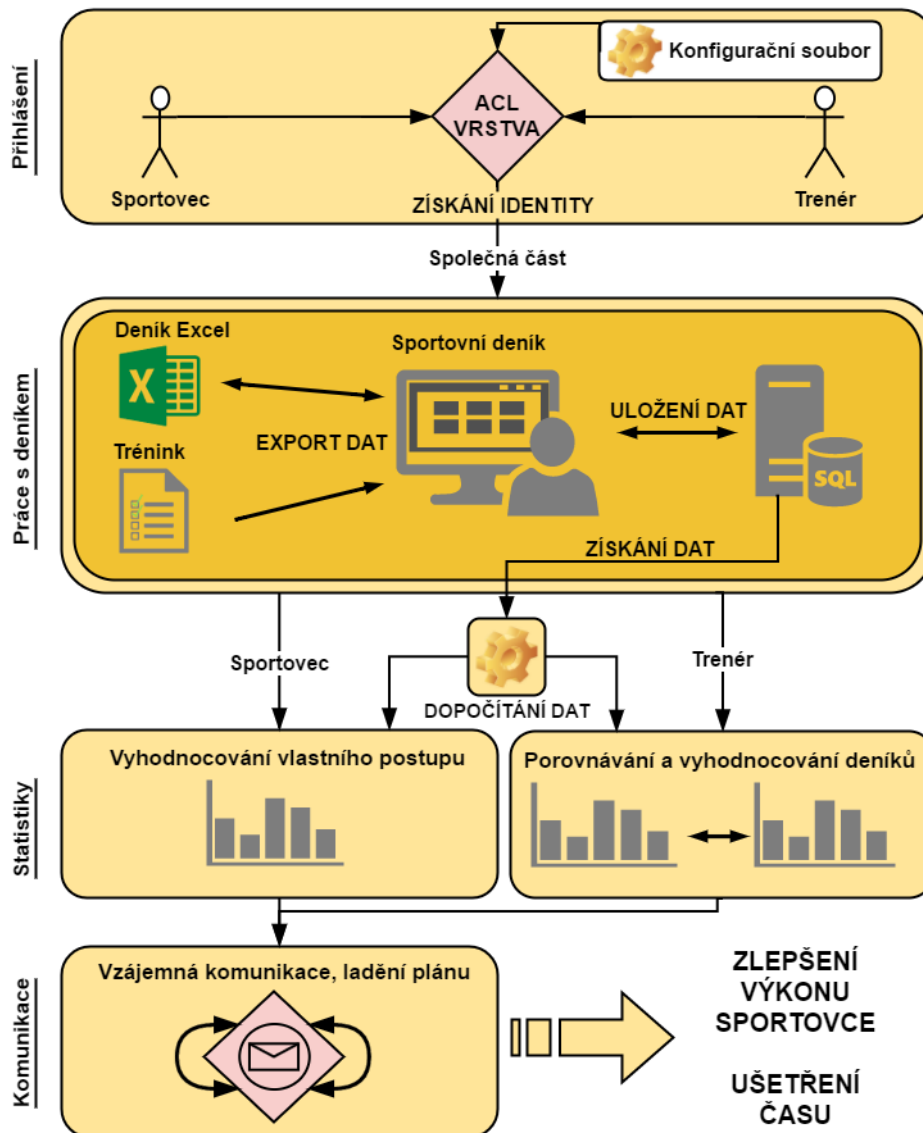 Přihlášení
Konfigurační soubor
ACL
VRSTVA
Sportovec
Trenér
ZÍSKÁNÍ IDENTITY
Společná část
Práce s deníkem
Deník Excel
X
Sportovní deník
ULOŽENÍ DAT
EXPORT DAT
Trénink
SQL
ZÍSKÁNÍ DAT
Sportovec
Trenér
DOPOČÍTÁNÍ DAT
Statistiky
Vyhodnocování vlastního postupu
Porovnávání a vyhodnocování deníků
Komunikace
Vzájemná komunikace, ladění plánu
ZLEPŠENÍ
VÝKONU
SPORTOVCE
UŠETŘENÍ
ČASU